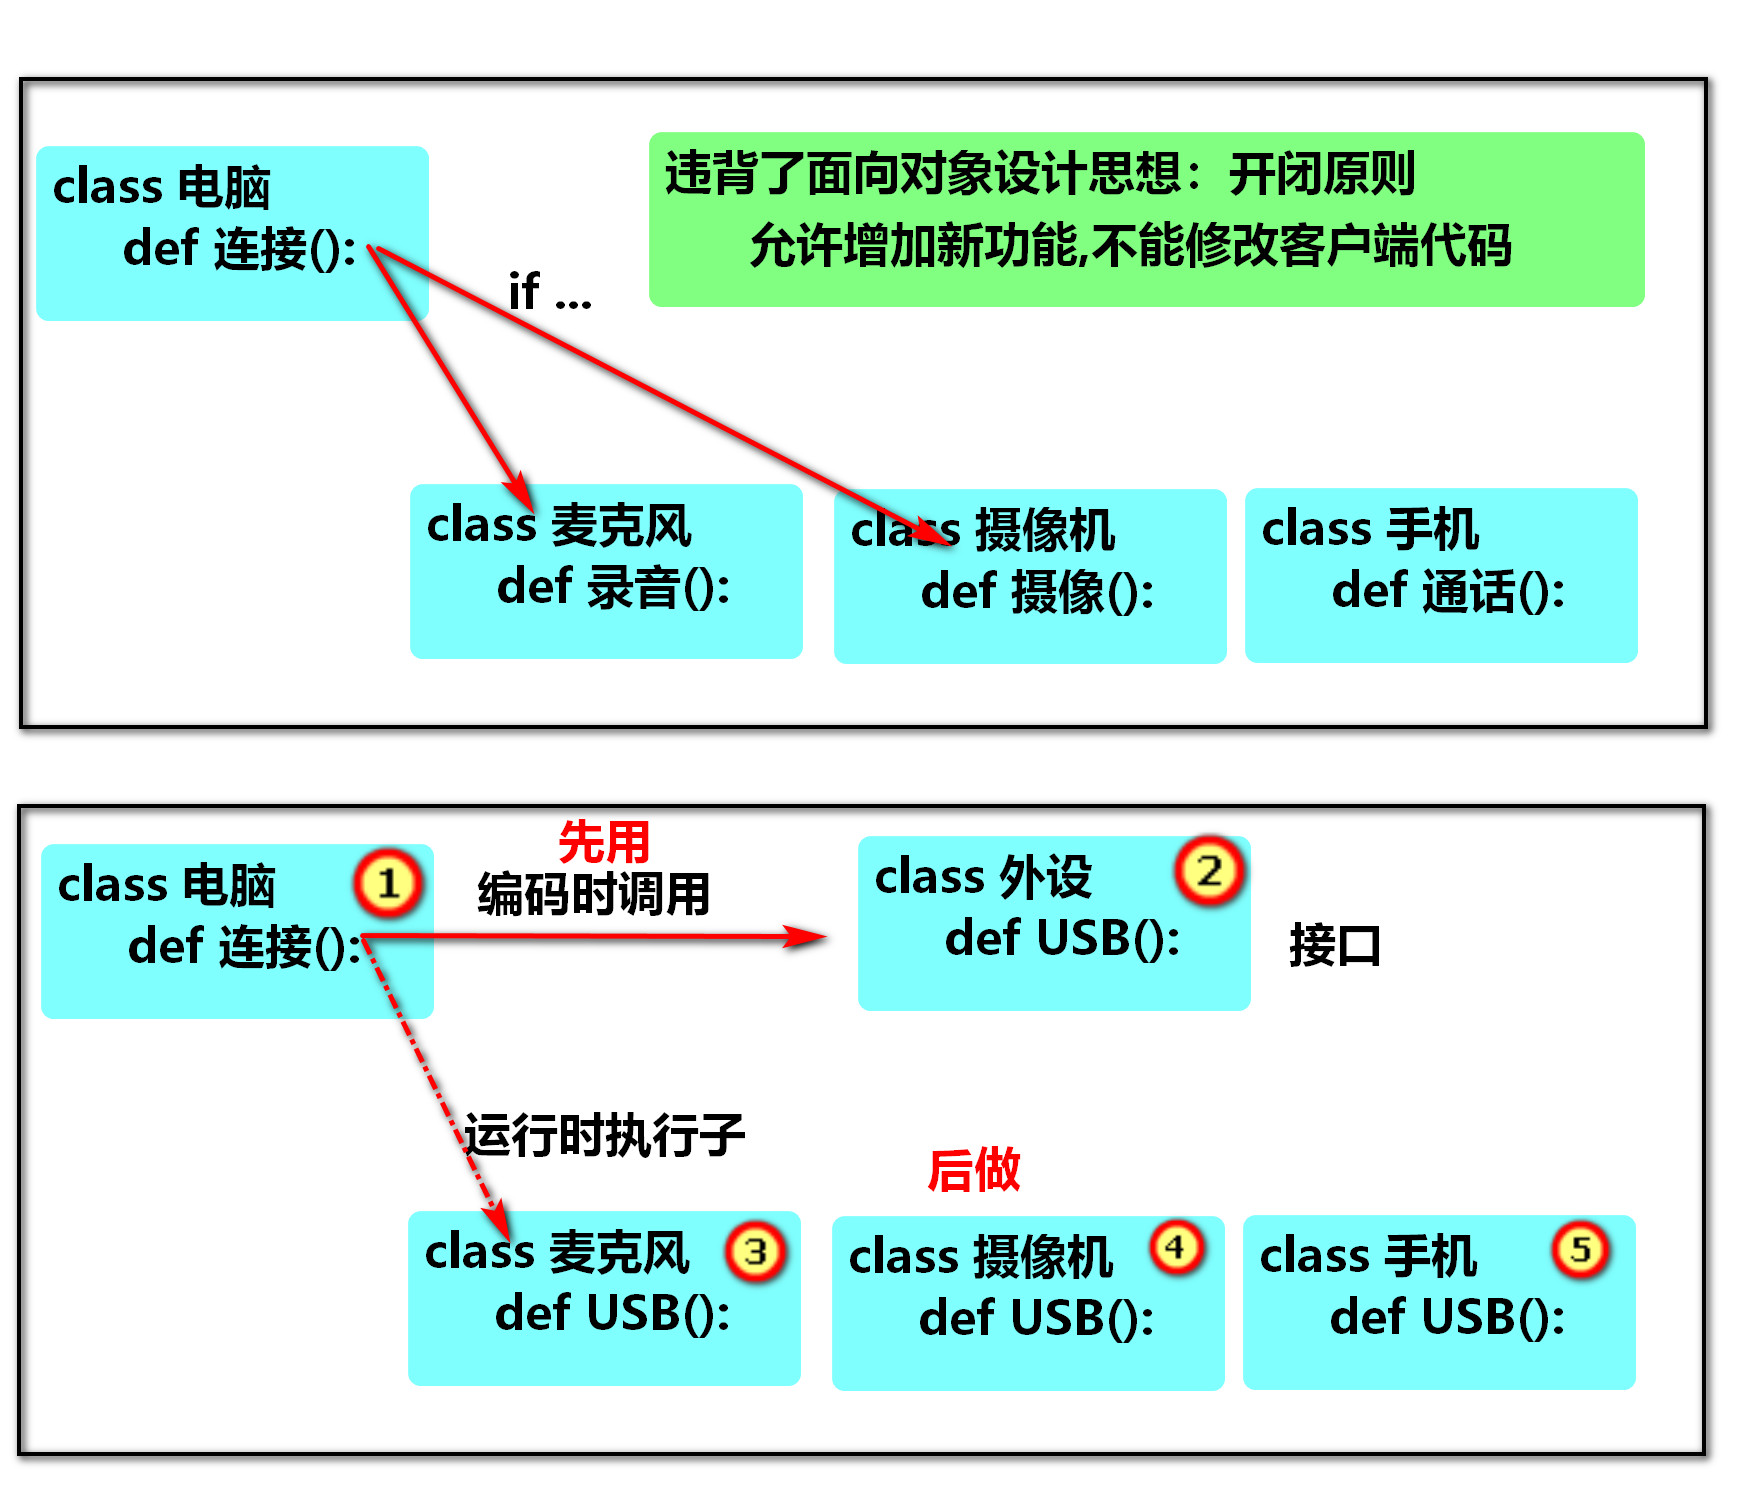 class 电脑
def 连接():
违背了面向对象设计思想：开闭原则
允许增加新功能,不能修改客户端代码
if ...
class 麦克风
def 录音():
class 摄像机
def 摄像():
class 手机
def 通话():
class 电脑
1
def 连接():
先用
编码时调用
class 外设
2
def USB():
接口
运行时执行子
后做
class 麦克风
3
def USB():
class 摄像机
4
def USB():
class 手机
5
def USB():